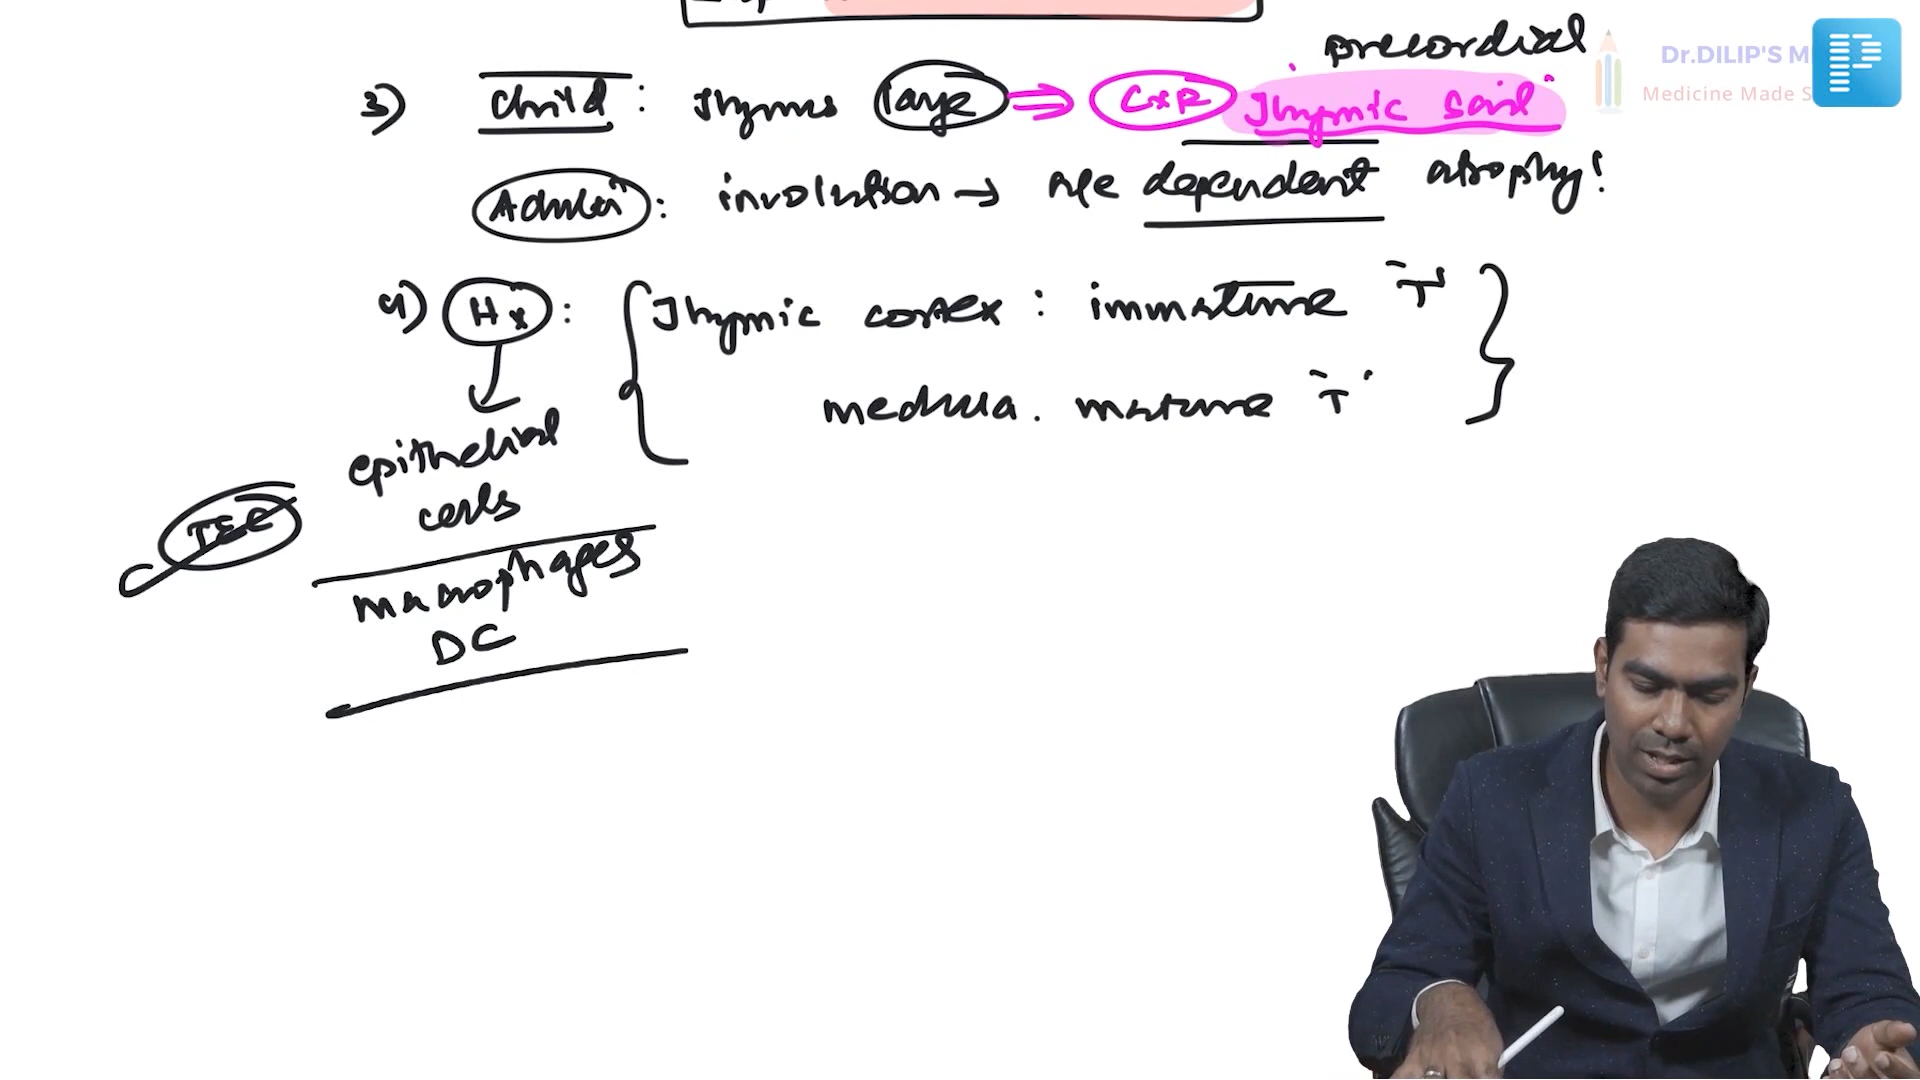 precordial
Dr.DILIP'S M
Medicine Made S
3) Child : Thymus large ⇒ CXR "Thymic Sail"
"Adults" : involution → Age dependent atrophy!
4) Hx : Thymic cortex : immature "T"
medulla . mature "T"
epithelial
cells
TEC
macrophages
DC